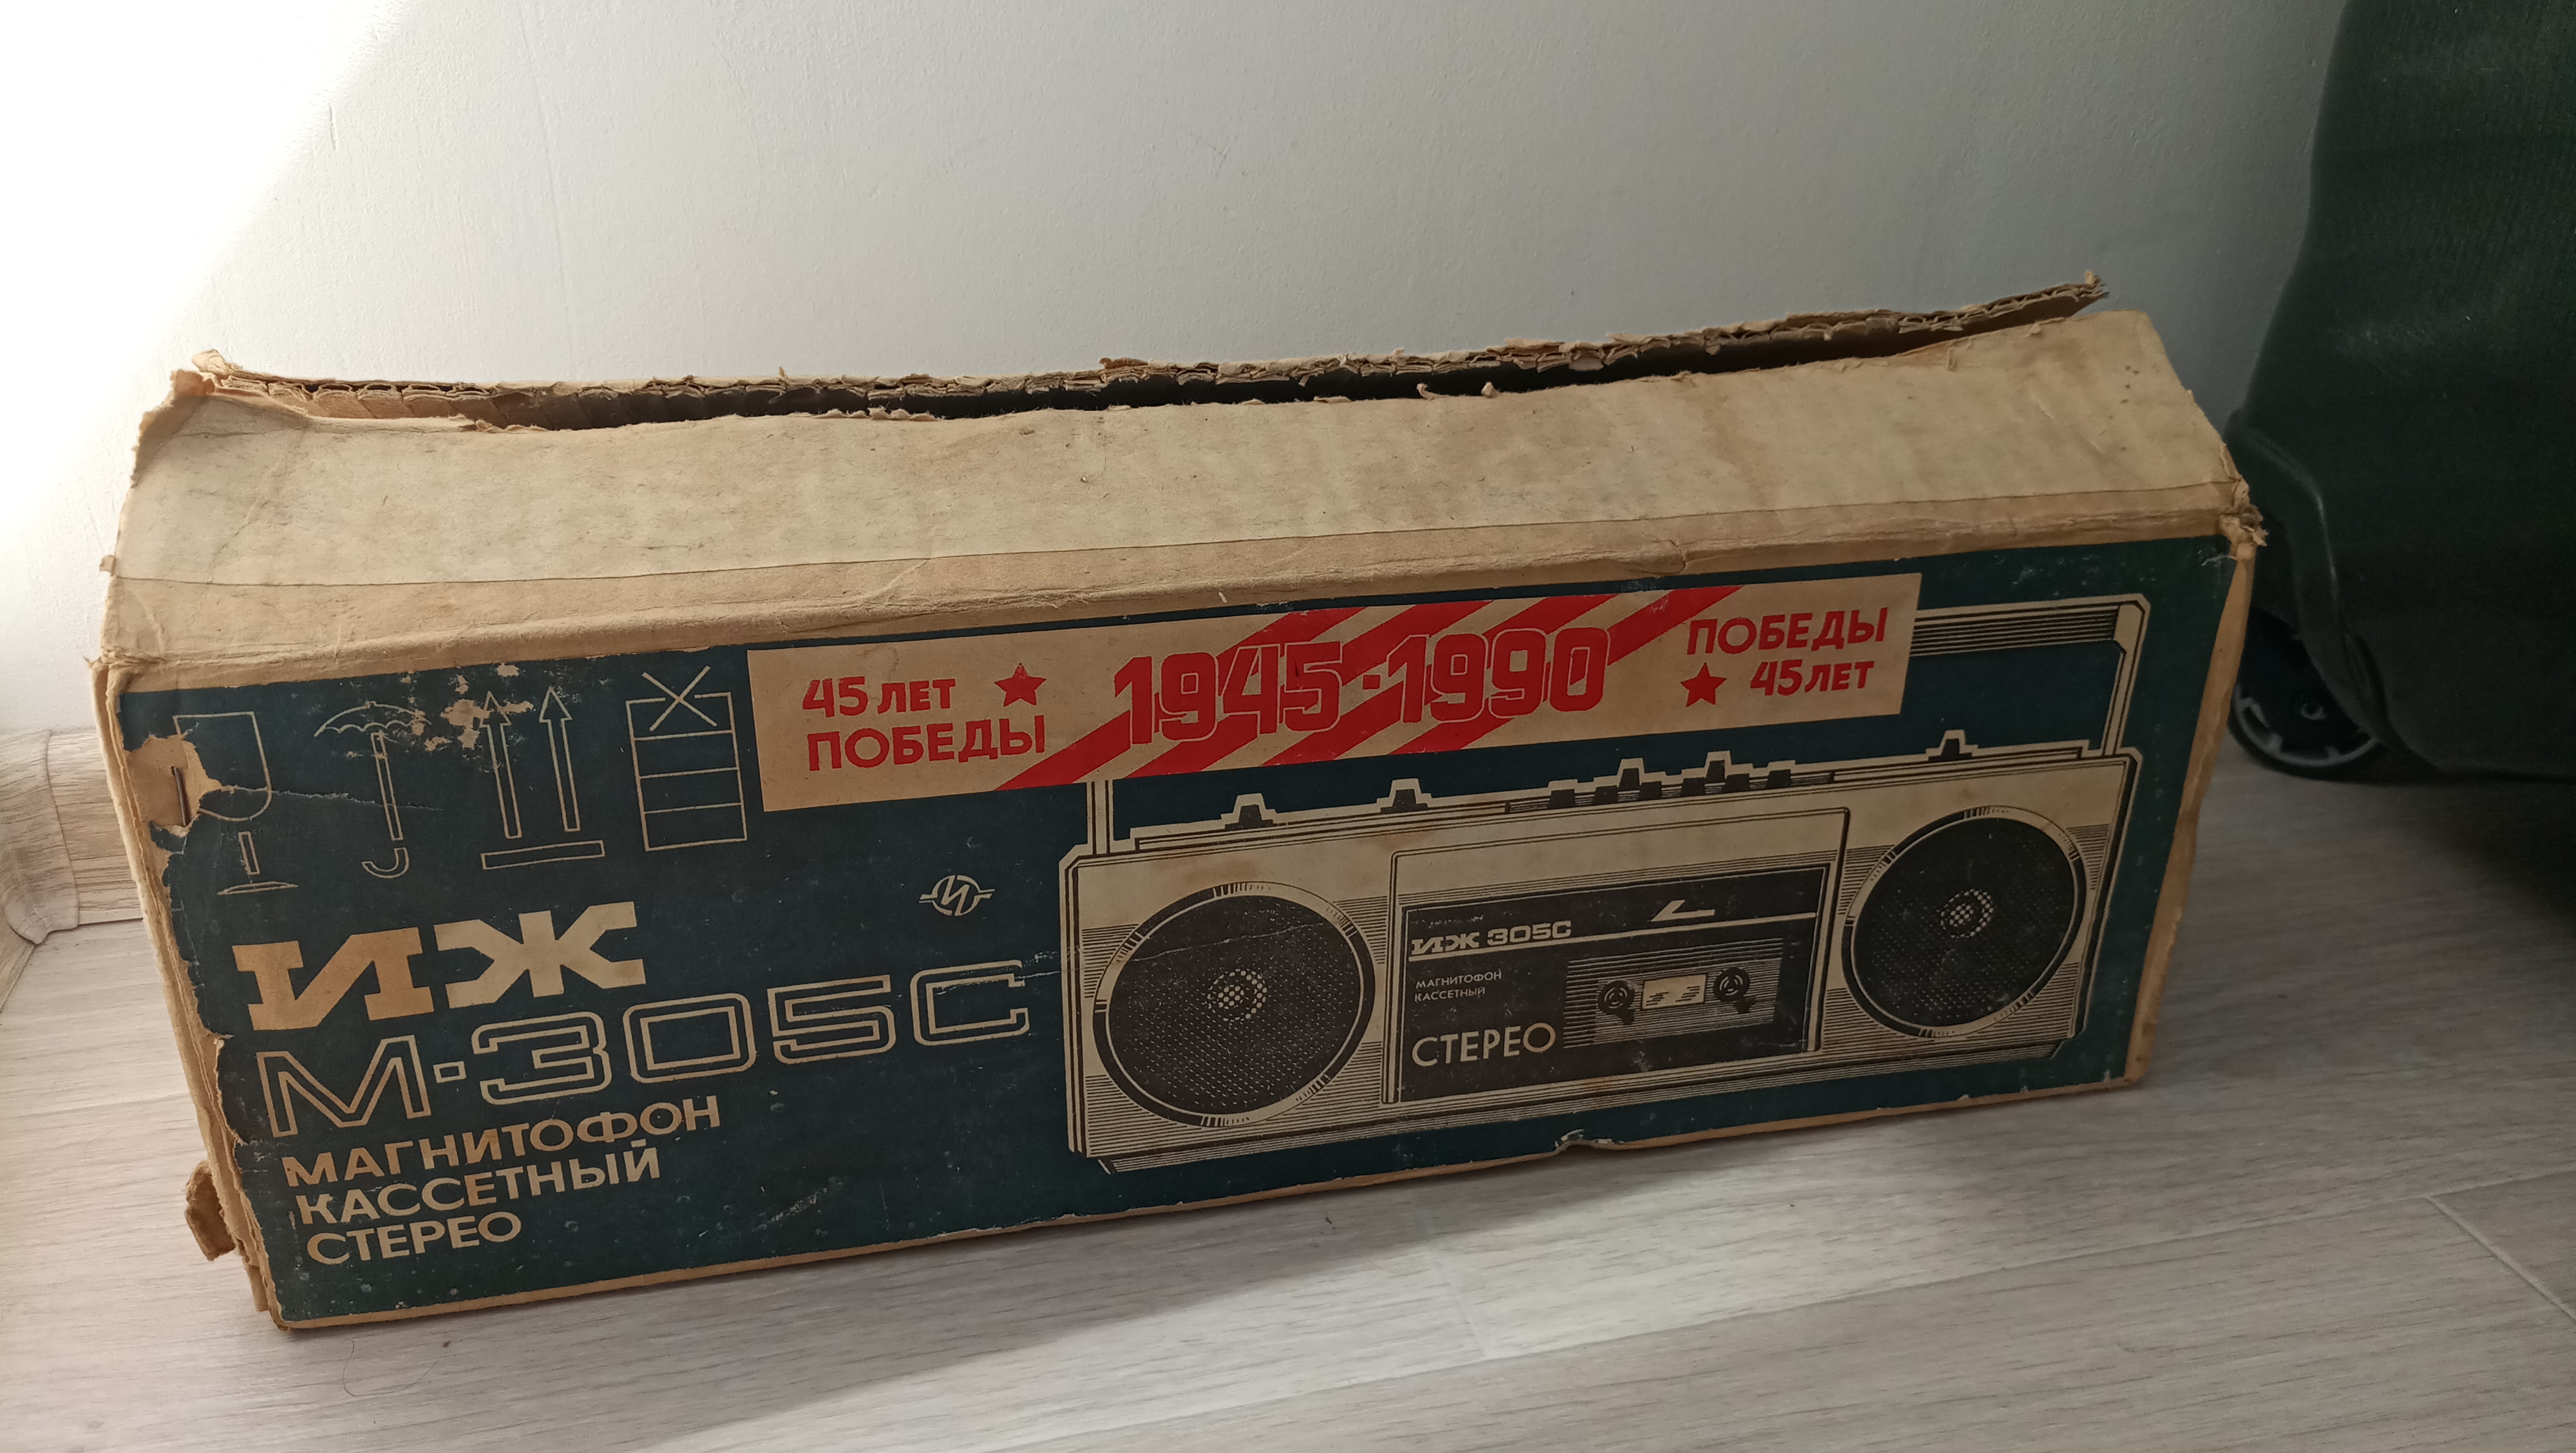 45 ЛЕТ
ПОБЕДЫ
1945-1990
ПОБЕДЫ
45 ЛЕТ
ИЖ
М-305С
МАГНИТОФОН
КАССЕТНЫЙ
СТЕРЕО
И
ИЖ 305С
МАГНИТОФОН
КАССЕТНЫЙ
СТЕРЕО